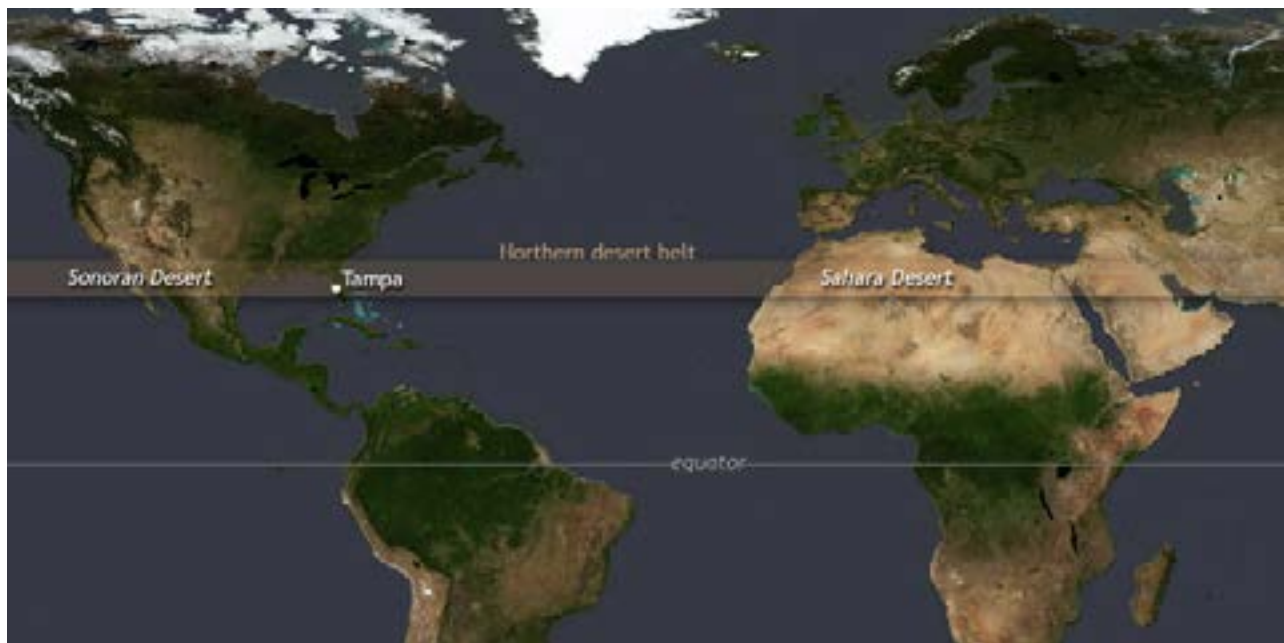 Northern desert belt
Sonoran Desert
Tampa
Sahara Desert
equator